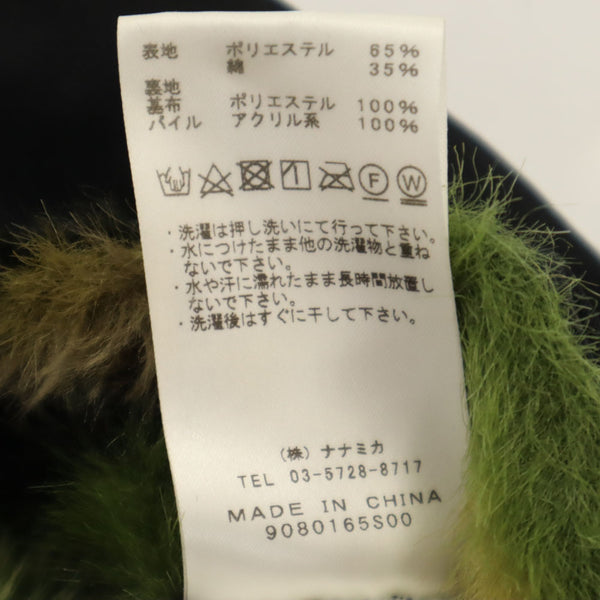 表地 ポリエステル 65%
綿 35%
裏地
基布 ポリエステル 100%
パイル アクリル系 100%
F W
・洗濯は押し洗いにて行って下さい。
・水につけたまま他の洗濯物と重ね
ないで下さい。
・水や汗に濡れたまま長時間放置し
ないで下さい。
・洗濯後はすぐに干して下さい。
(株) ナナミカ
TEL 03-5728-8717
MADE IN CHINA
9080165S00